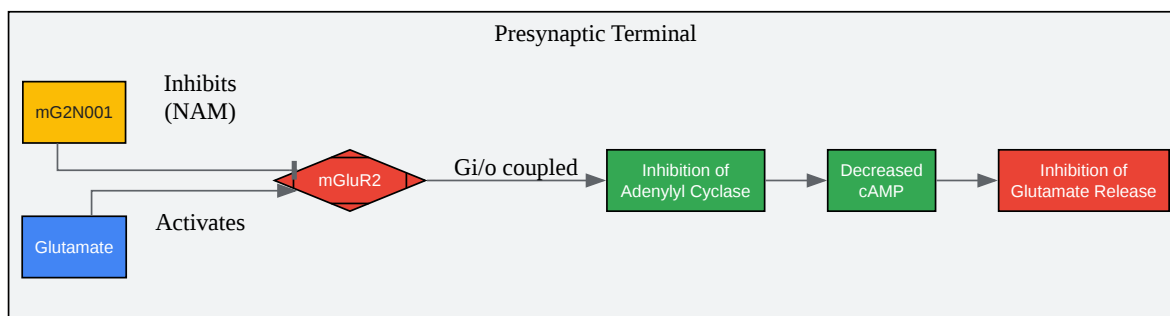 Presynaptic Terminal
mG2N001
Inhibits
(NAM)
Glutamate
Activates
mGluR2
Gi/o coupled
Inhibition of
Adenylyl Cyclase
Decreased
cAMP
Inhibition of
Glutamate Release